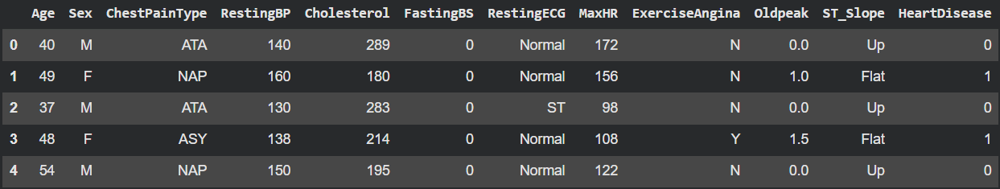 Age Sex ChestPainType RestingBP Cholesterol FastingBS RestingECG MaxHR ExerciseAngina Oldpeak ST_Slope HeartDisease
0 40 M ATA 140 289 0 Normal 172 N 0.0 Up 0
1 49 F NAP 160 180 0 Normal 156 N 1.0 Flat 1
2 37 M ATA 130 283 0 ST 98 N 0.0 Up 0
3 48 F ASY 138 214 0 Normal 108 Y 1.5 Flat 1
4 54 M NAP 150 195 0 Normal 122 N 0.0 Up 0